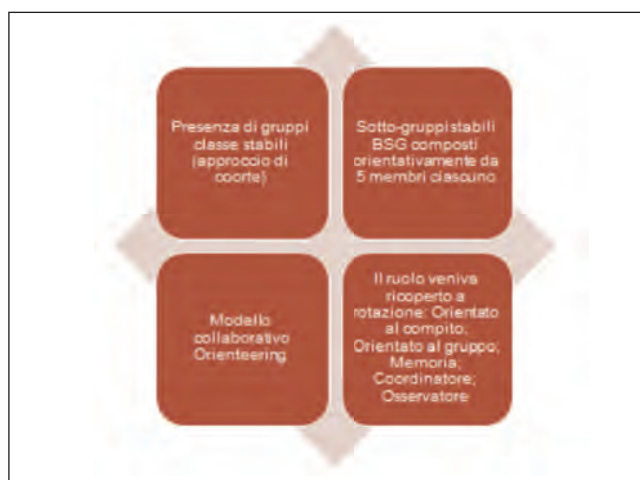 Presenza di gruppi
classe stabili
(approccio di
coorte)
Sotto-gruppi stabili
BSG composti
orientativamente da
5 membri ciascuno
Modello
collaborativo
Orienteering
Il ruolo veniva
ricoperto a
rotazione: Orientato
al compito;
Orientato al gruppo;
Memoria;
Coordinatore;
Osservatore